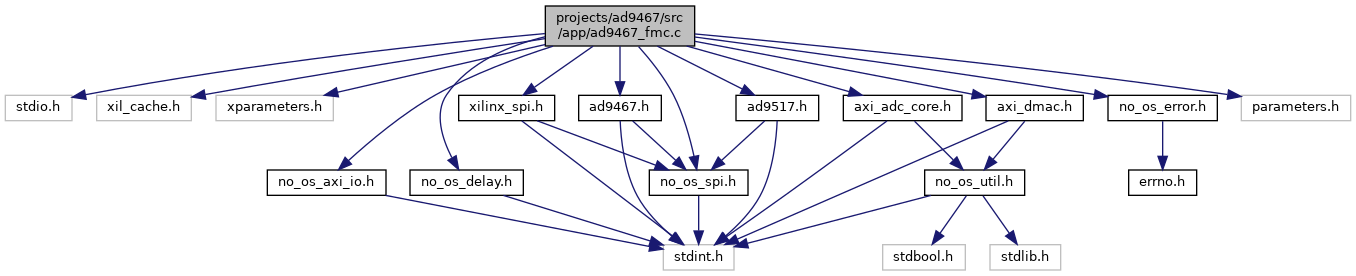 projects/ad9467/src
/app/ad9467_fmc.c
stdio.h
xil_cache.h
xparameters.h
xilinx_spi.h
ad9467.h
ad9517.h
axi_adc_core.h
axi_dmac.h
no_os_error.h
parameters.h
no_os_axi_io.h
no_os_delay.h
no_os_spi.h
no_os_util.h
errno.h
stdint.h
stdbool.h
stdlib.h